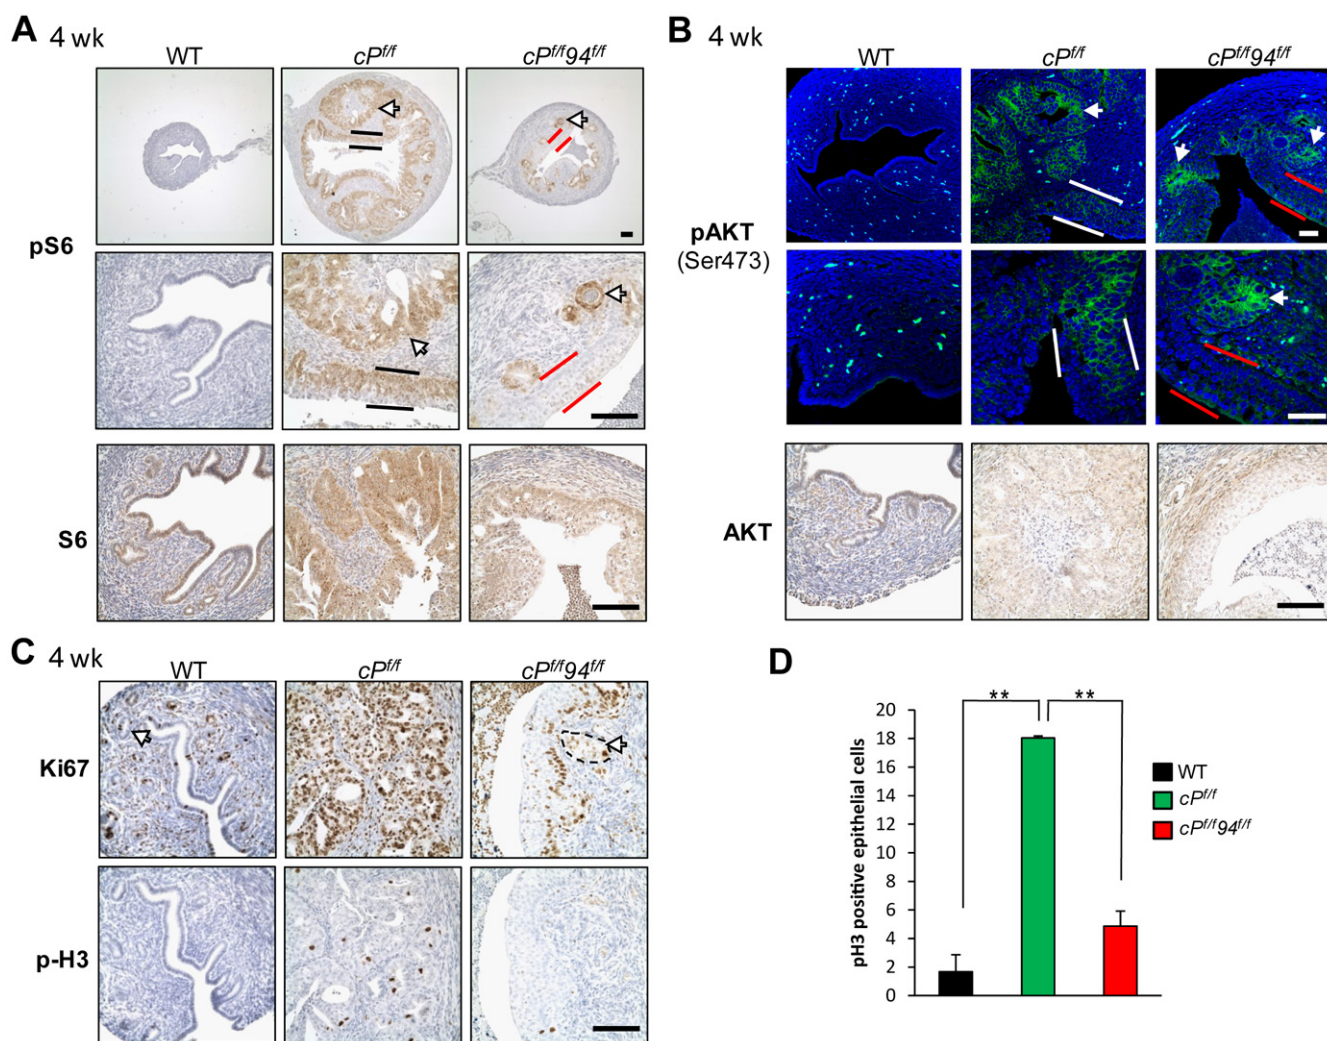 A 4 wk
WT cPf/f cPf/f94f/f
pS6
S6
B 4 wk
WT cPf/f cPf/f94f/f
pAKT
(Ser473)
AKT
C 4 wk
WT cPf/f cPf/f94f/f
Ki67
p-H3
D
** **
pH3 positive epithelial cells
20
18
16
14
12
10
8
6
4
2
0
WT
cPf/f
cPf/f94f/f